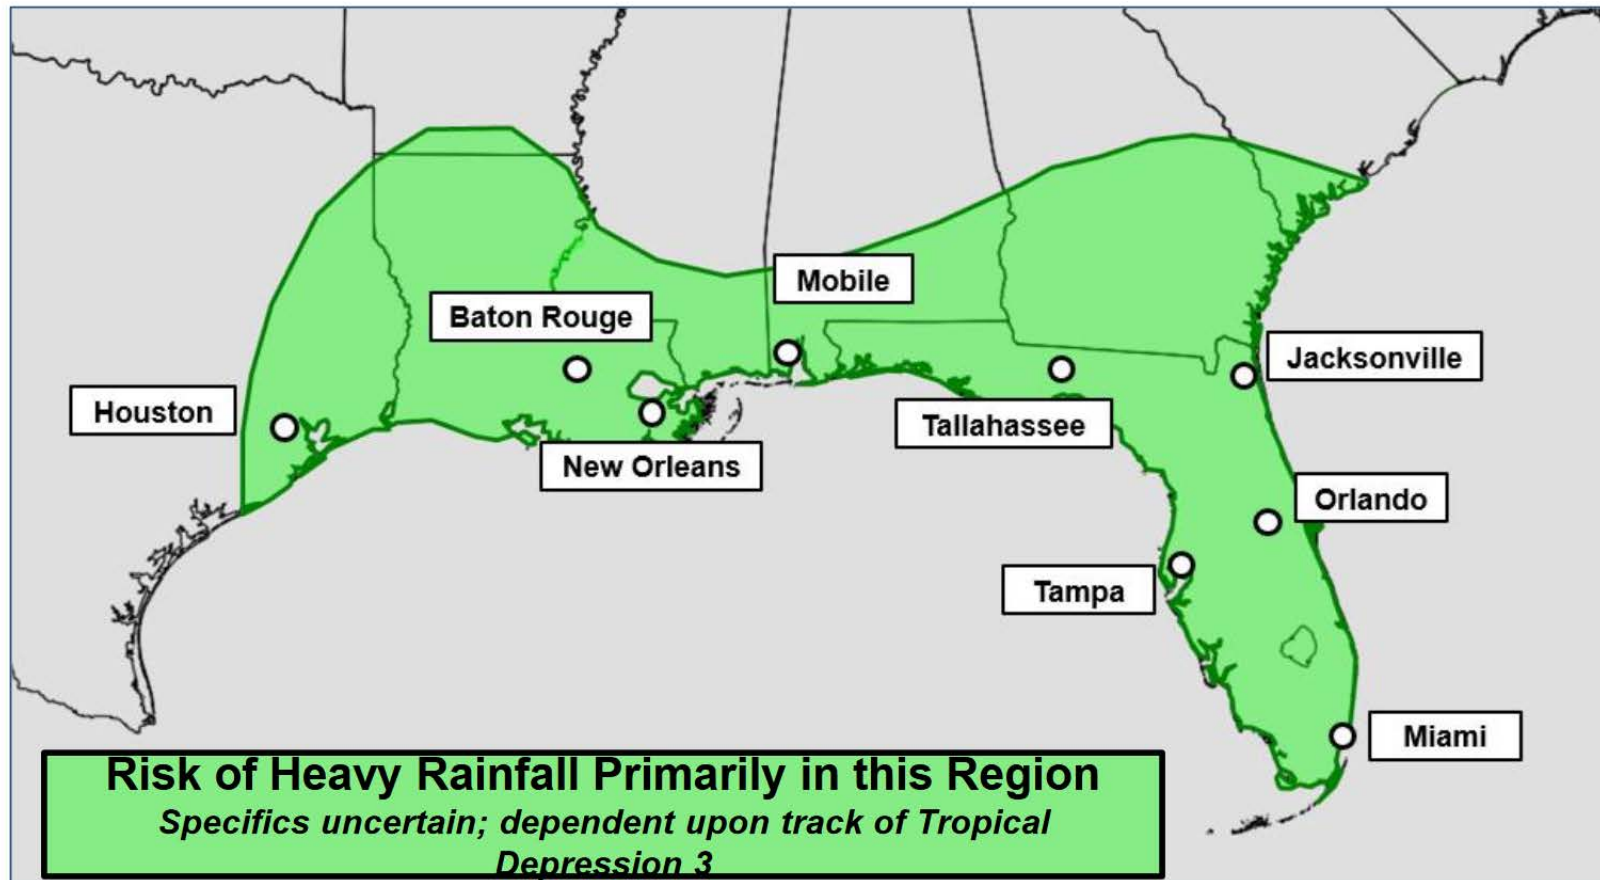 Mobile
Baton Rouge
Jacksonville
Houston
Tallahassee
New Orleans
Orlando
Tampa
Miami
Risk of Heavy Rainfall Primarily in this Region
Specifics uncertain; dependent upon track of Tropical
Depression 3